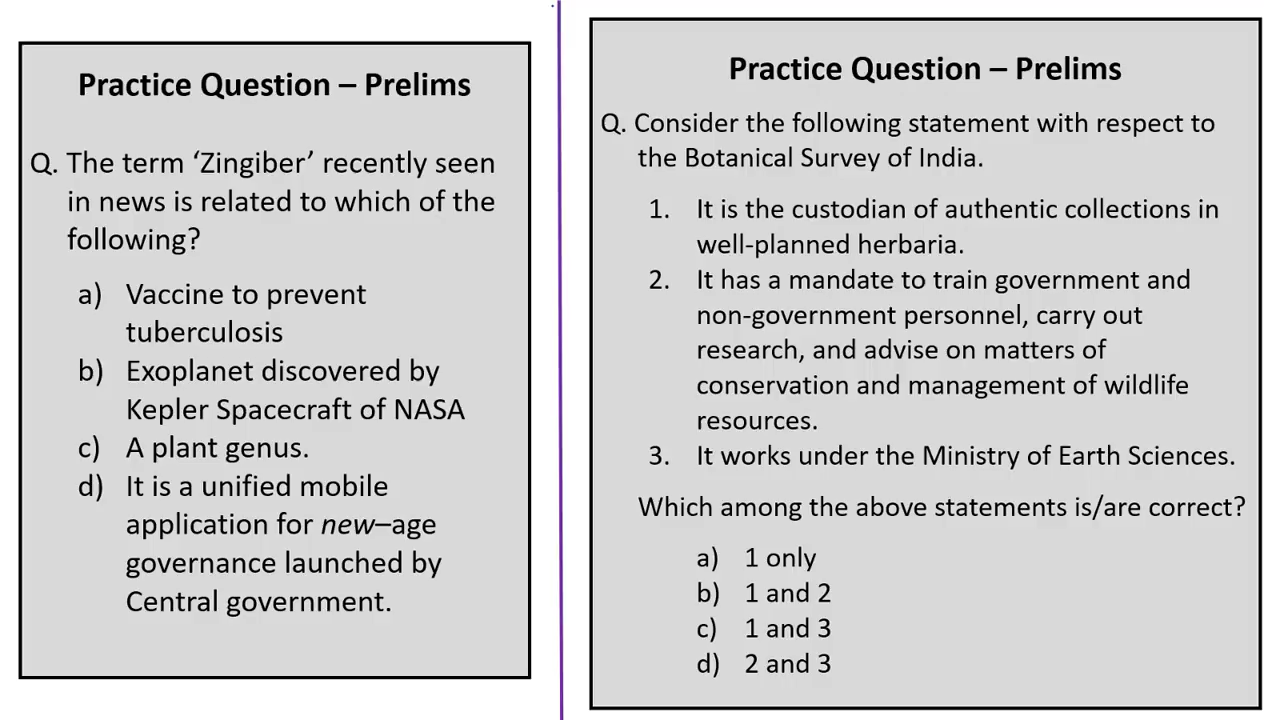 Practice Question – Prelims
Q. The term ‘Zingiber’ recently seen
in news is related to which of the
following?
a) Vaccine to prevent
tuberculosis
b) Exoplanet discovered by
Kepler Spacecraft of NASA
c) A plant genus.
d) It is a unified mobile
application for new–age
governance launched by
Central government.
Practice Question – Prelims
Q. Consider the following statement with respect to
the Botanical Survey of India.
1. It is the custodian of authentic collections in
well-planned herbaria.
2. It has a mandate to train government and
non-government personnel, carry out
research, and advise on matters of
conservation and management of wildlife
resources.
3. It works under the Ministry of Earth Sciences.
Which among the above statements is/are correct?
a) 1 only
b) 1 and 2
c) 1 and 3
d) 2 and 3